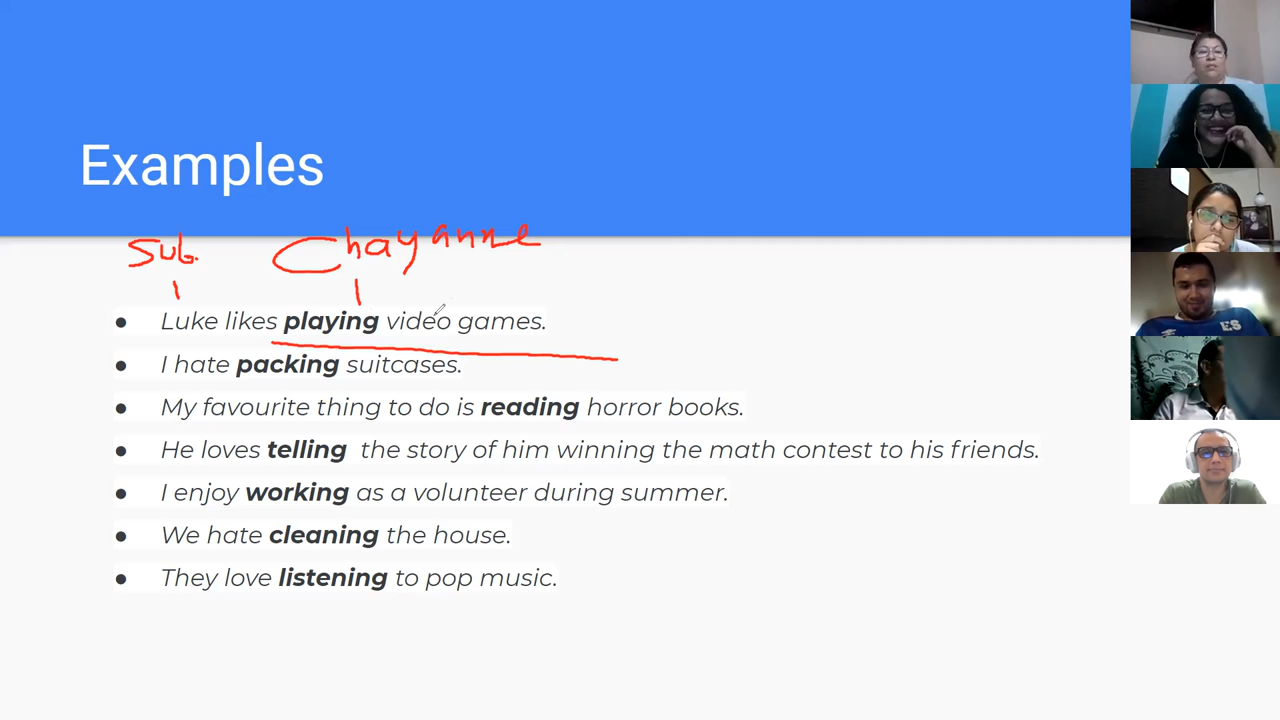 Examples
Sub. Chayanne
● Luke likes playing video games.
● I hate packing suitcases.
● My favourite thing to do is reading horror books.
● He loves telling the story of him winning the math contest to his friends.
● I enjoy working as a volunteer during summer.
● We hate cleaning the house.
● They love listening to pop music.
ES